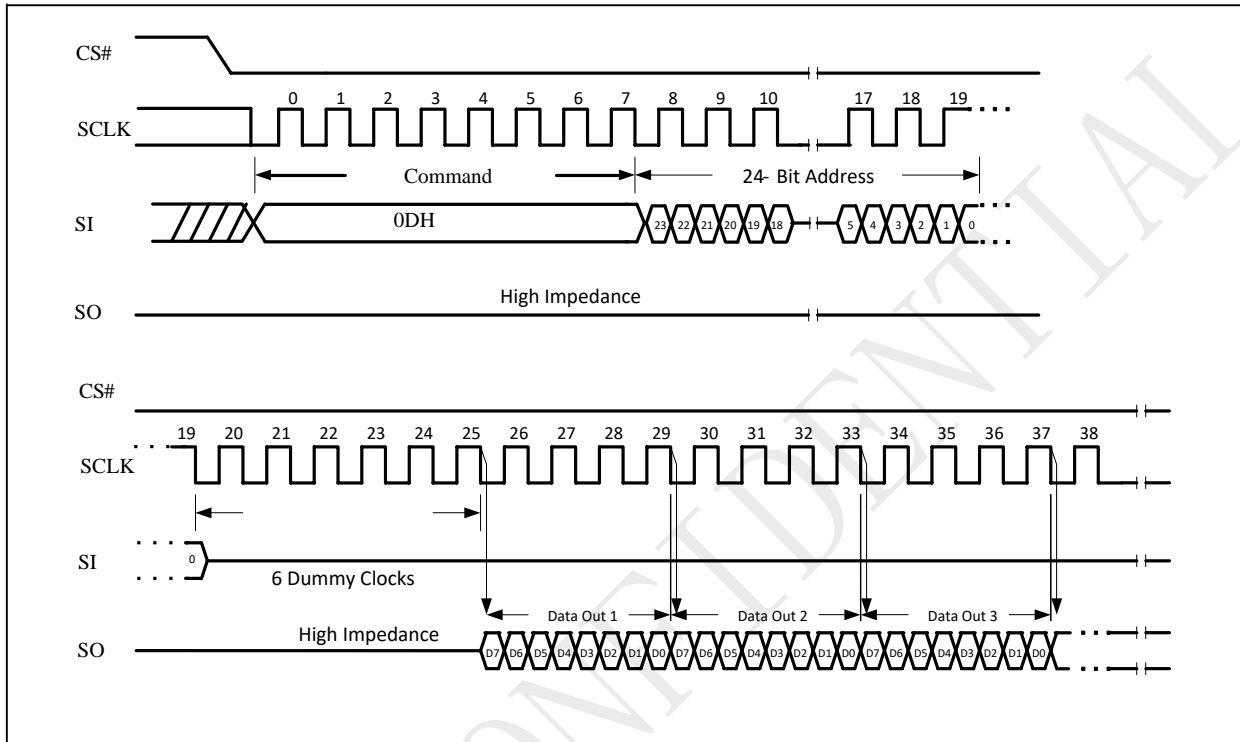 CS#
0 1 2 3 4 5 6 7 8 9 10 17 18 19
SCLK
Command 24- Bit Address
SI 0DH 23 22 21 20 19 18 5 4 3 2 1 0
High Impedance
SO
CS#
19 20 21 22 23 24 25 26 27 28 29 30 31 32 33 34 35 36 37 38
SCLK
SI 0
6 Dummy Clocks
Data Out 1 Data Out 2 Data Out 3
High Impedance
SO D7 D6 D5 D4 D3 D2 D1 D0 D7 D6 D5 D4 D3 D2 D1 D0 D7 D6 D5 D4 D3 D2 D1 D0
ONFIDENTIAL